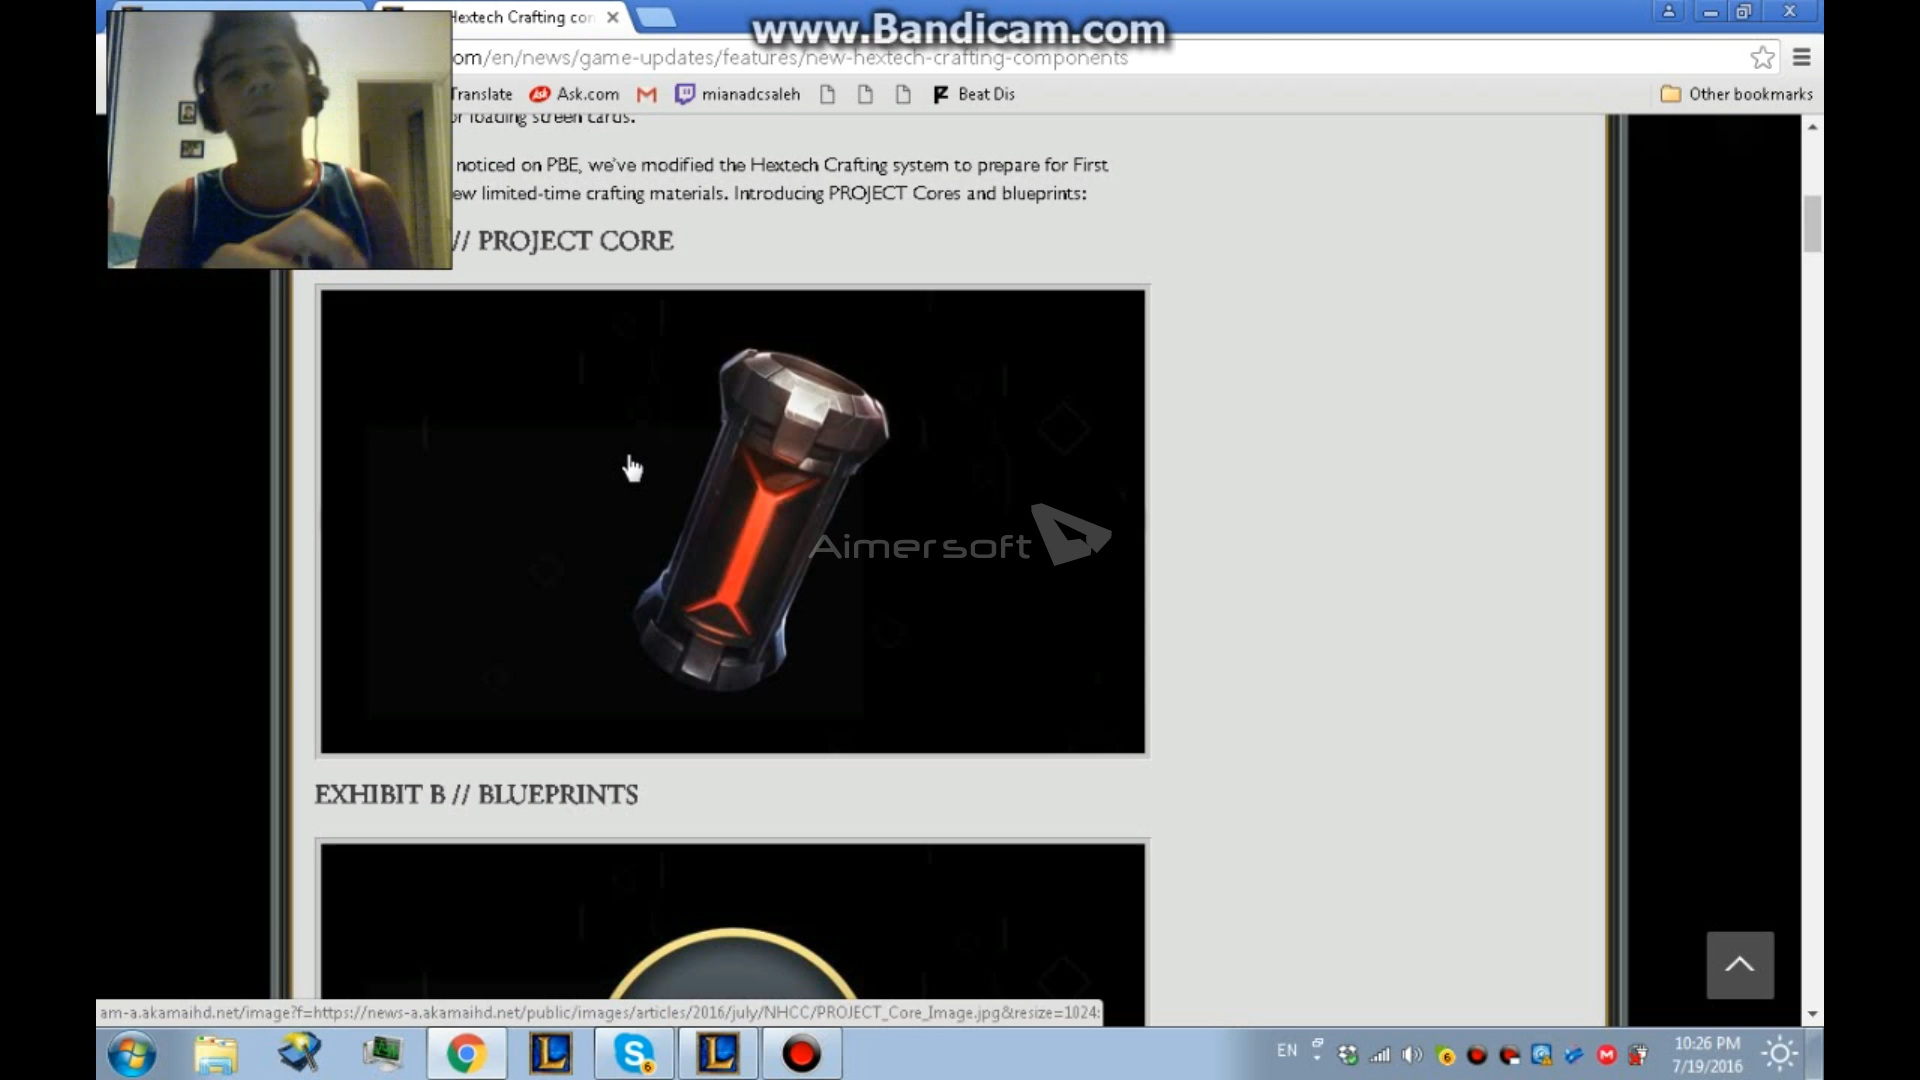 Hextech Crafting con
www.Bandicam.com
om/en/news/game-updates/features/new-hextech-crafting-components
Translate Ask.com mianadcsaleh Beat Dis Other bookmarks
or loading screen cards.
noticed on PBE, we've modified the Hextech Crafting system to prepare for First
ew limited-time crafting materials. Introducing PROJECT Cores and blueprints:
// PROJECT CORE
Aimersoft
EXHIBIT B // BLUEPRINTS
am-a.akamaihd.net/image?f=https://news-a.akamaihd.net/public/images/articles/2016/july/NHCC/PROJECT_Core_Image.jpg&resize=1024:
EN 10:26 PM
7/19/2016